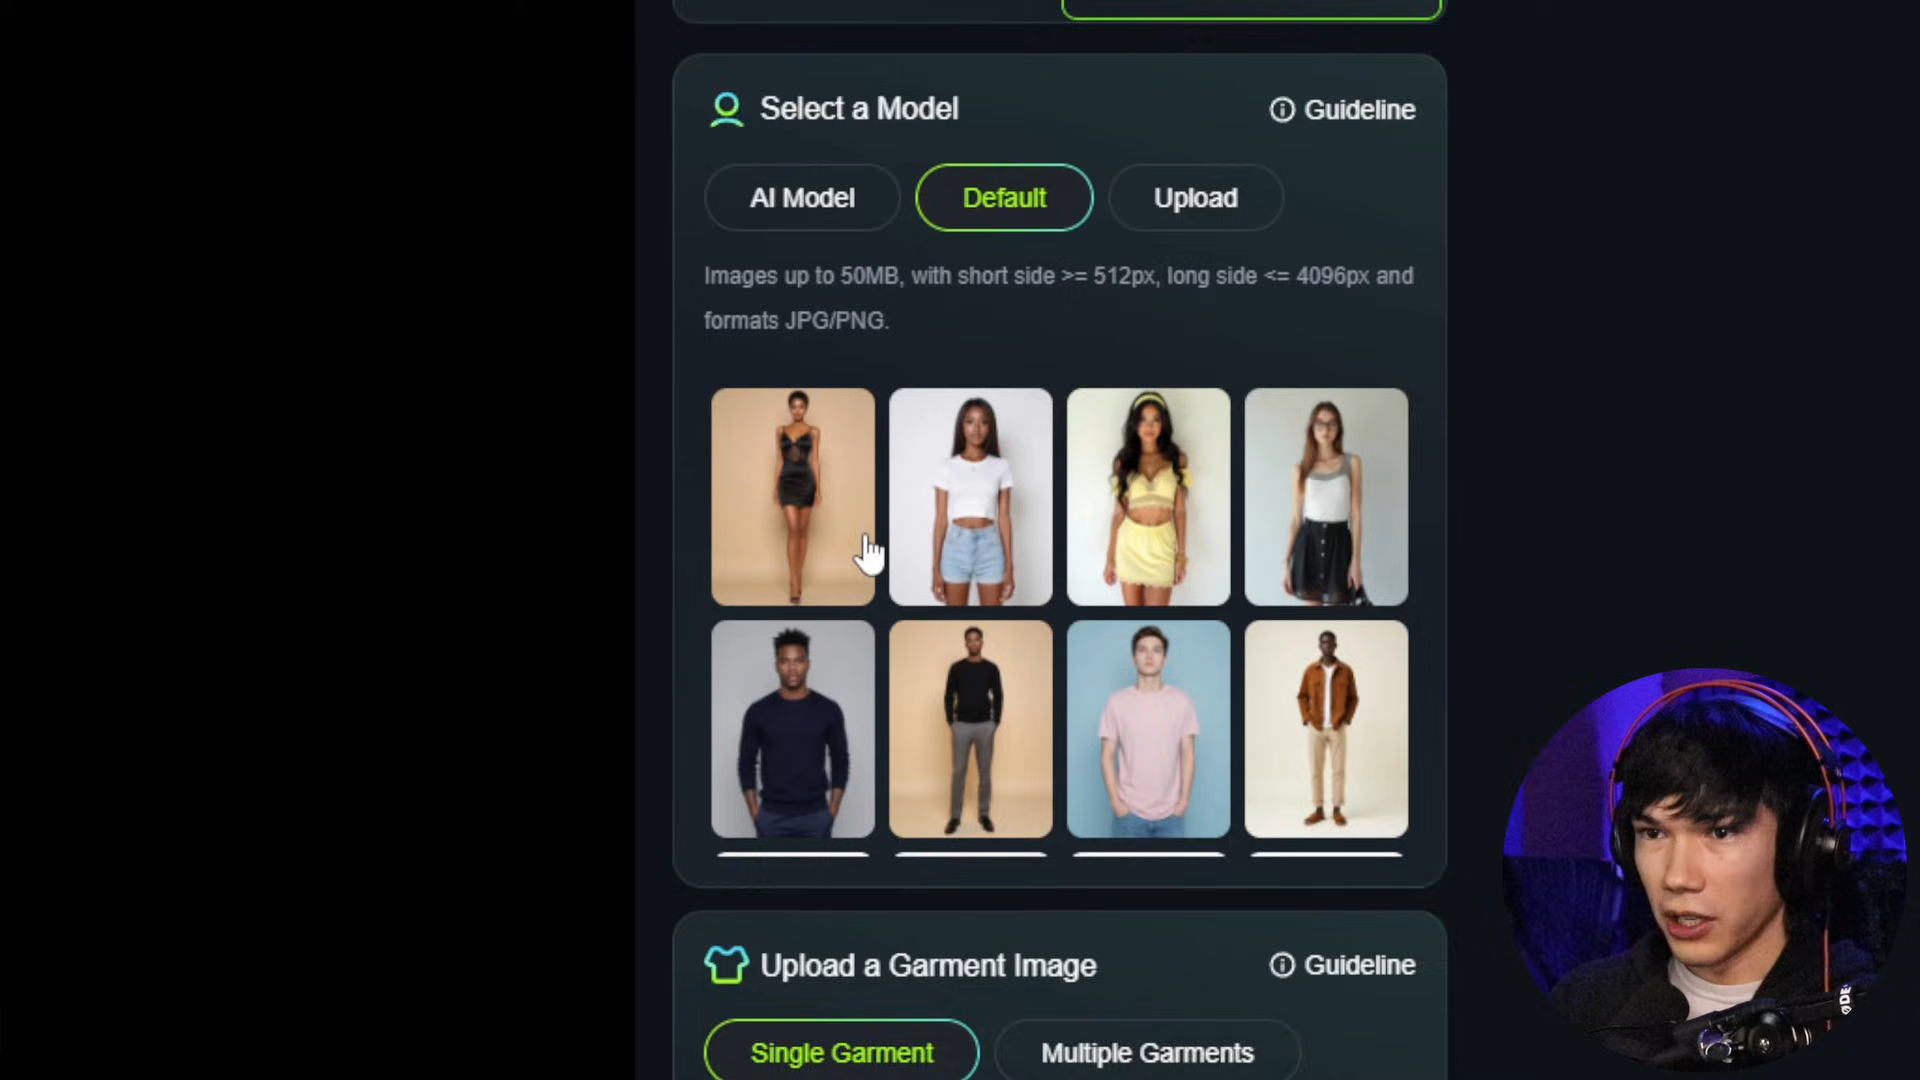 Select a Model
Guideline
AI Model
Default
Upload
Images up to 50MB, with short side >= 512px, long side <= 4096px and
formats JPG/PNG.
Upload a Garment Image
Guideline
Single Garment
Multiple Garments